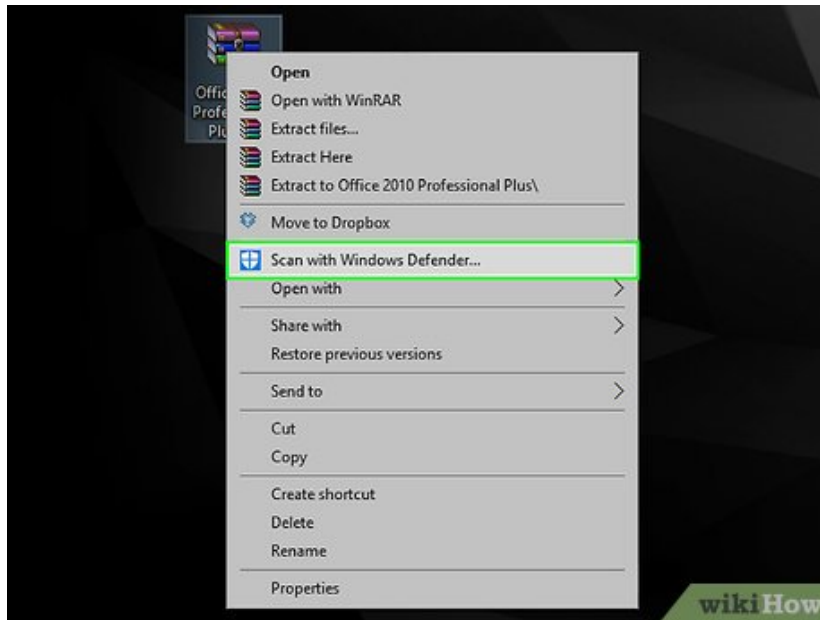 Offic
Profe
Plu
Open
Open with WinRAR
Extract files...
Extract Here
Extract to Office 2010 Professional Plus\
Move to Dropbox
Scan with Windows Defender...
Open with
Share with
Restore previous versions
Send to
Cut
Copy
Create shortcut
Delete
Rename
Properties
wikiHow